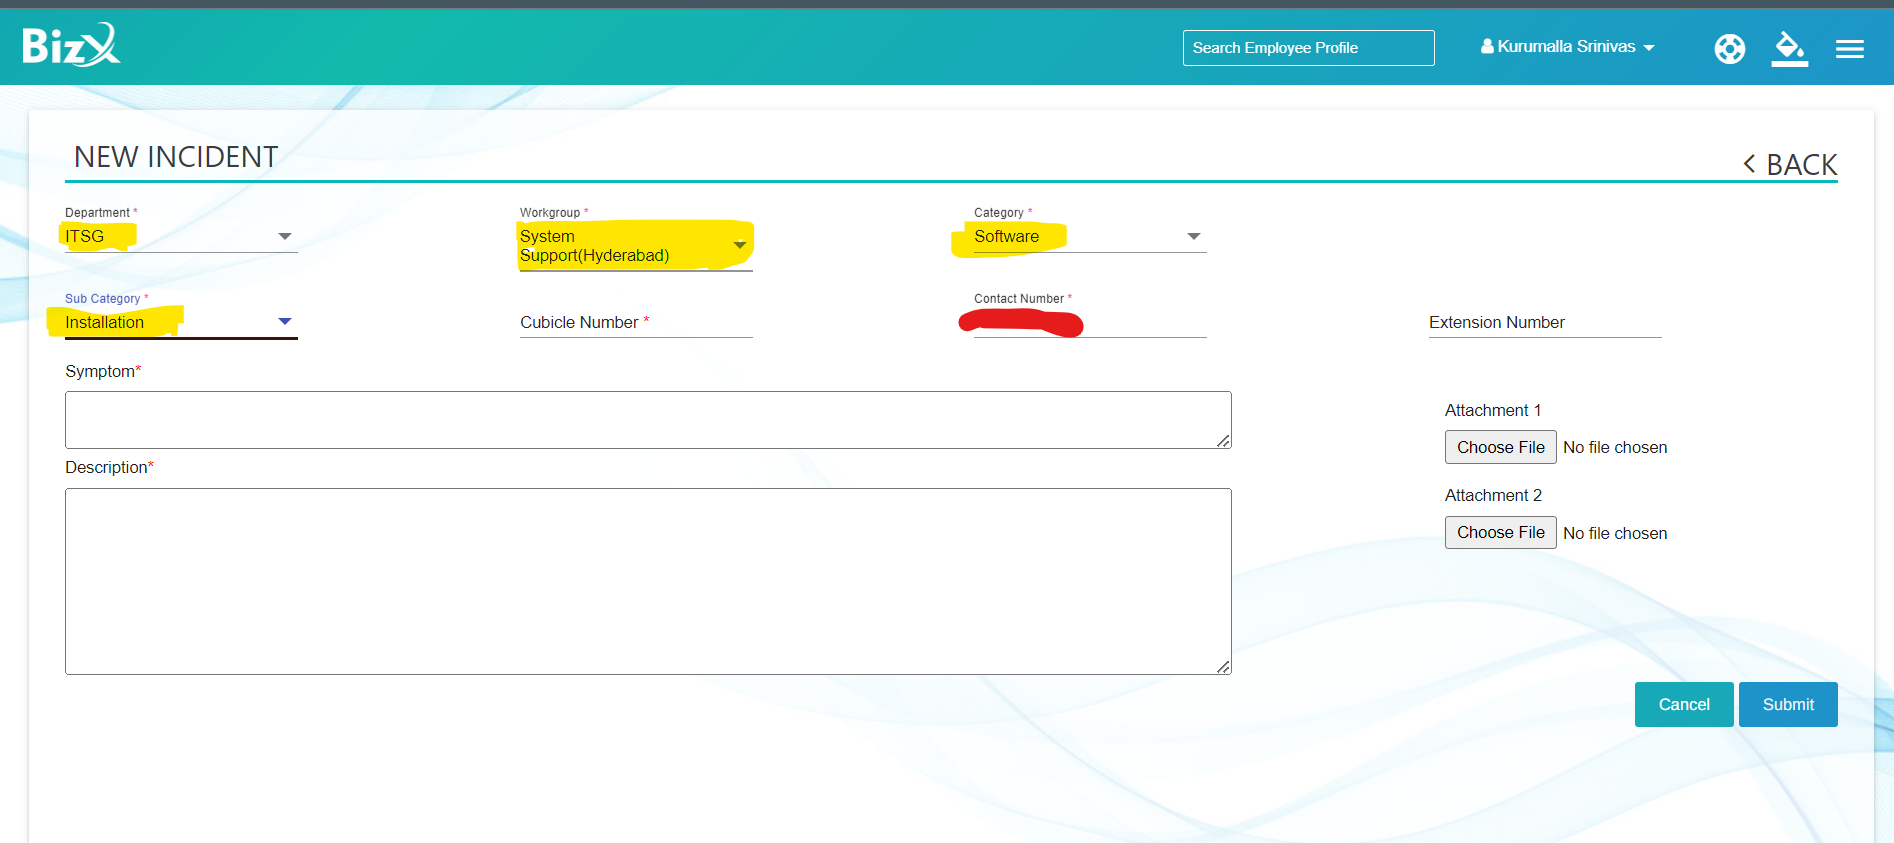 BizX
Search Employee Profile
Kurumalla Srinivas
NEW INCIDENT
BACK
Department *
ITSG
Workgroup *
System
Support(Hyderabad)
Category *
Software
Sub Category *
Installation
Cubicle Number *
Contact Number *
Extension Number
Symptom*
Attachment 1
Choose File No file chosen
Description*
Attachment 2
Choose File No file chosen
Cancel
Submit